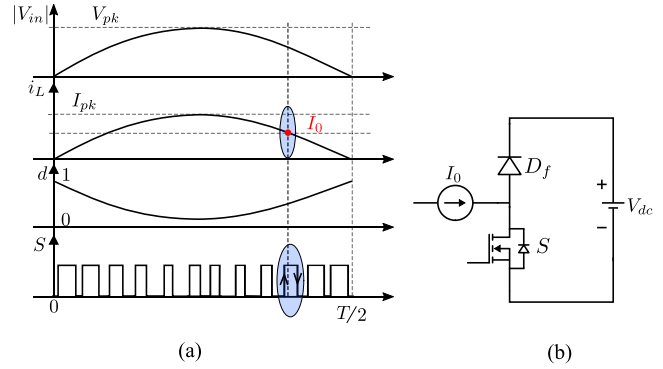 |V_in|
V_pk
i_L
I_pk
I_0
d
1
0
S
0
T/2
(a)
I_0
D_f
+
V_dc
−
S
(b)